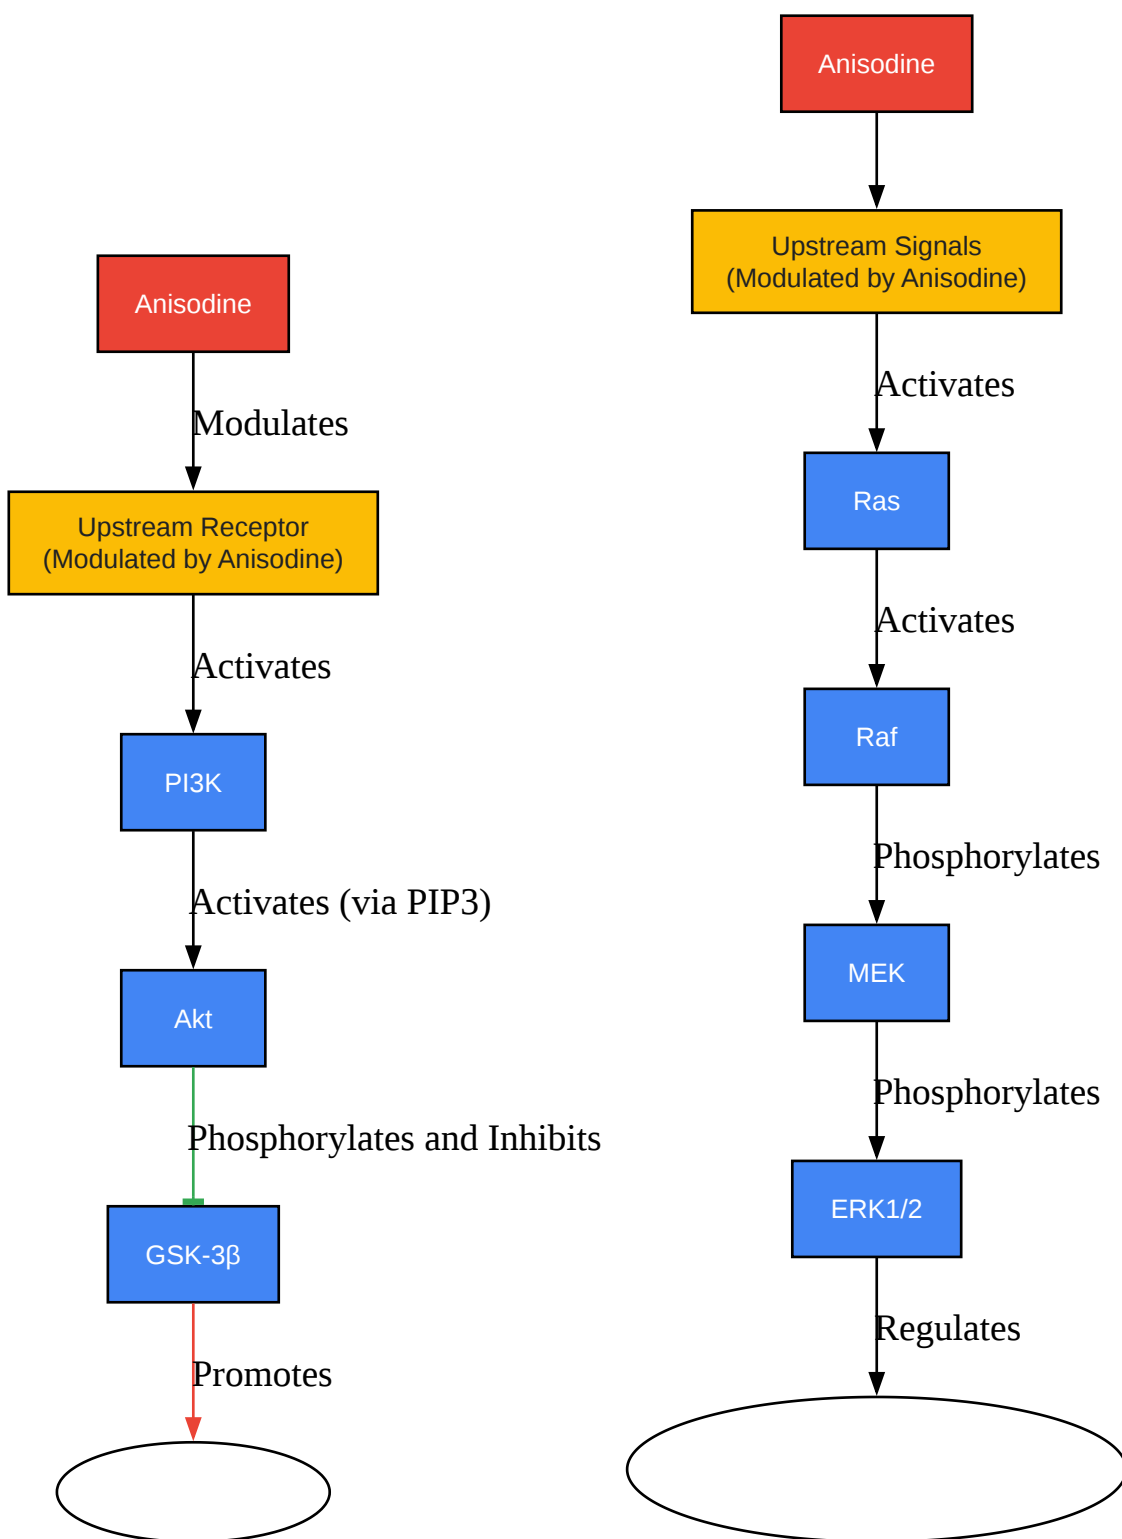 Anisodine
Modulates
Upstream Receptor
(Modulated by Anisodine)
Activates
PI3K
Activates (via PIP3)
Akt
Phosphorylates and Inhibits
GSK-3β
Promotes
Anisodine
Upstream Signals
(Modulated by Anisodine)
Activates
Ras
Activates
Raf
Phosphorylates
MEK
Phosphorylates
ERK1/2
Regulates